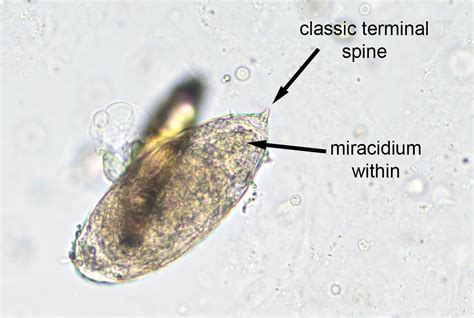 classic terminal
spine
miracidium
within